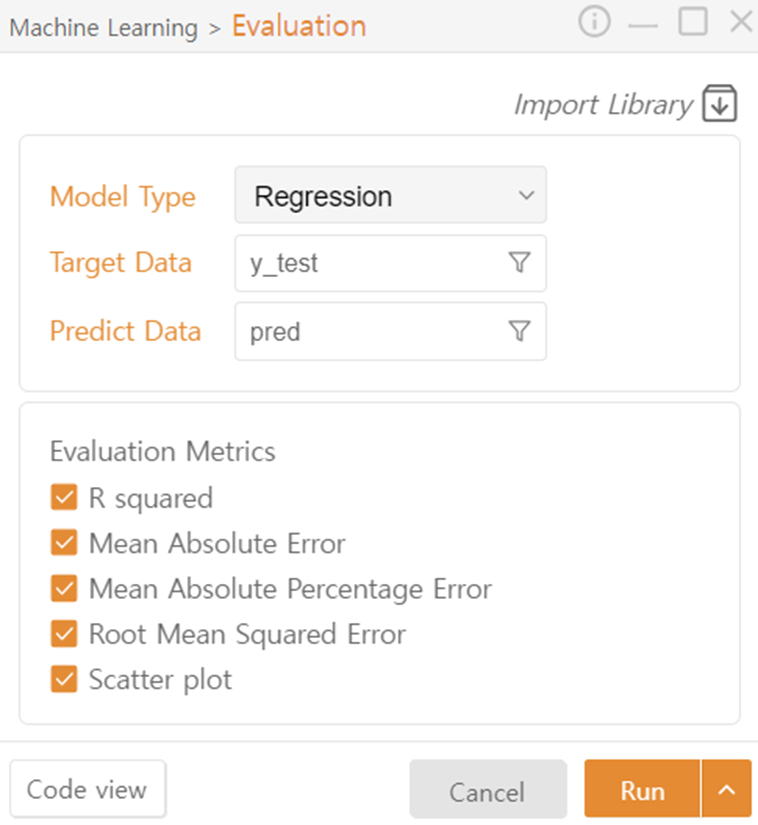 Machine Learning > Evaluation
Import Library
Model Type Regression
Target Data y_test
Predict Data pred
Evaluation Metrics
R squared
Mean Absolute Error
Mean Absolute Percentage Error
Root Mean Squared Error
Scatter plot
Code view Cancel Run